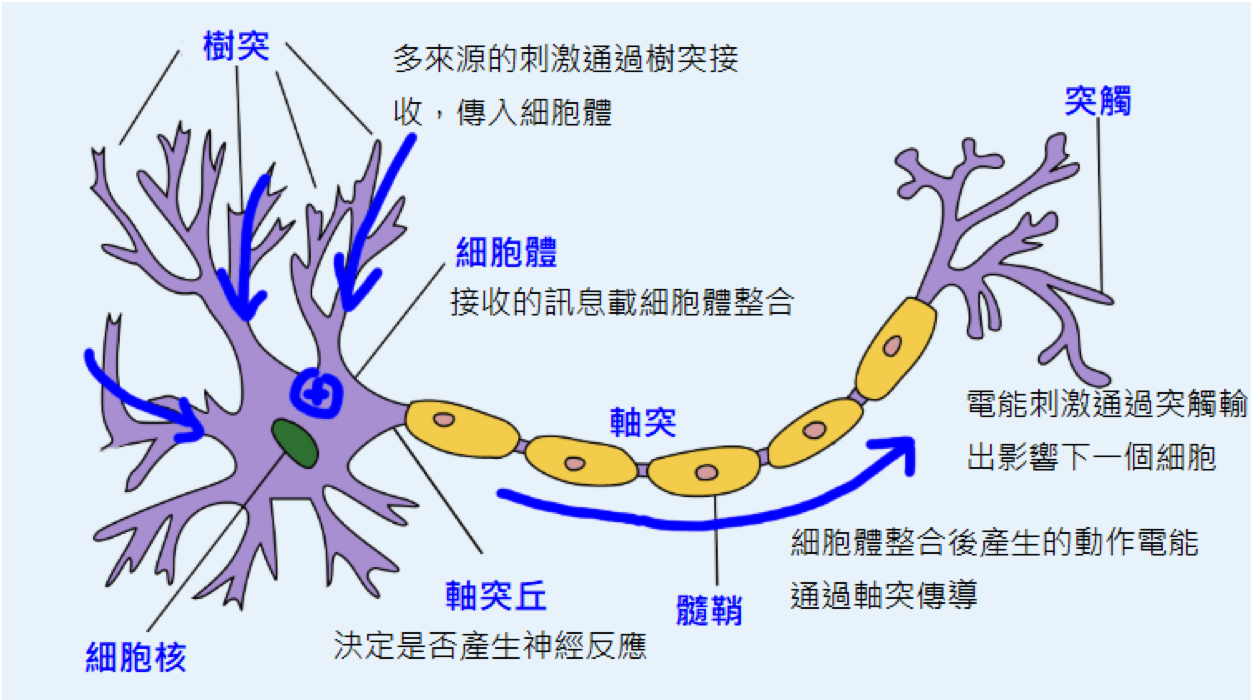 樹突
多來源的刺激通過樹突接
收，傳入細胞體
突觸
細胞體
接收的訊息載細胞體整合
軸突
電能刺激通過突觸輸
出影響下一個細胞
細胞體整合後產生的動作電能
通過軸突傳導
軸突丘
決定是否產生神經反應
髓鞘
細胞核